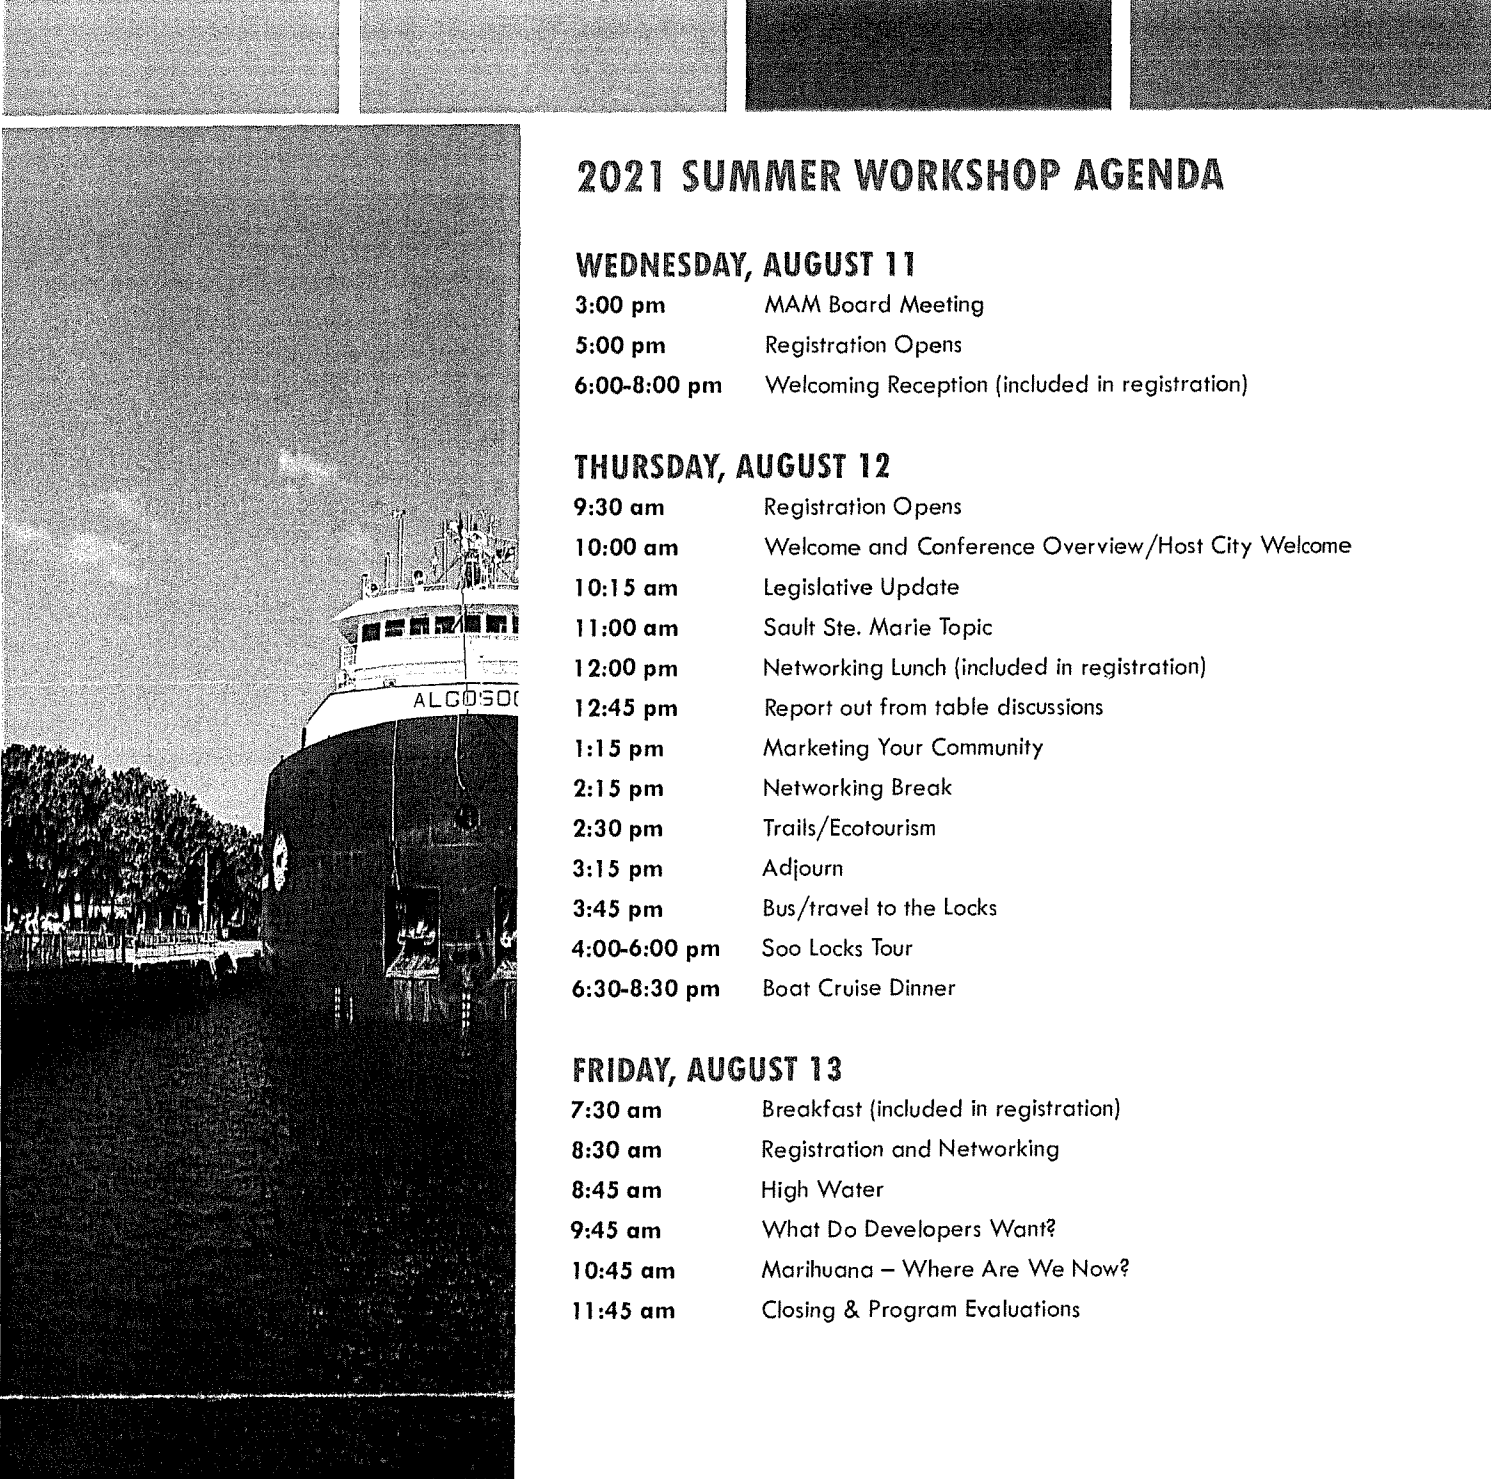 2021 SUMMER WORKSHOP AGENDA
WEDNESDAY, AUGUST 11
3:00 pm MAM Board Meeting
5:00 pm Registration Opens
6:00-8:00 pm Welcoming Reception (included in registration)
THURSDAY, AUGUST 12
9:30 am Registration Opens
10:00 am Welcome and Conference Overview/Host City Welcome
10:15 am Legislative Update
11:00 am Sault Ste. Marie Topic
12:00 pm Networking Lunch (included in registration)
12:45 pm Report out from table discussions
1:15 pm Marketing Your Community
2:15 pm Networking Break
2:30 pm Trails/Ecotourism
3:15 pm Adjourn
3:45 pm Bus/travel to the Locks
4:00-6:00 pm Soo Locks Tour
6:30-8:30 pm Boat Cruise Dinner
FRIDAY, AUGUST 13
7:30 am Breakfast (included in registration)
8:30 am Registration and Networking
8:45 am High Water
9:45 am What Do Developers Want?
10:45 am Marihuana – Where Are We Now?
11:45 am Closing & Program Evaluations